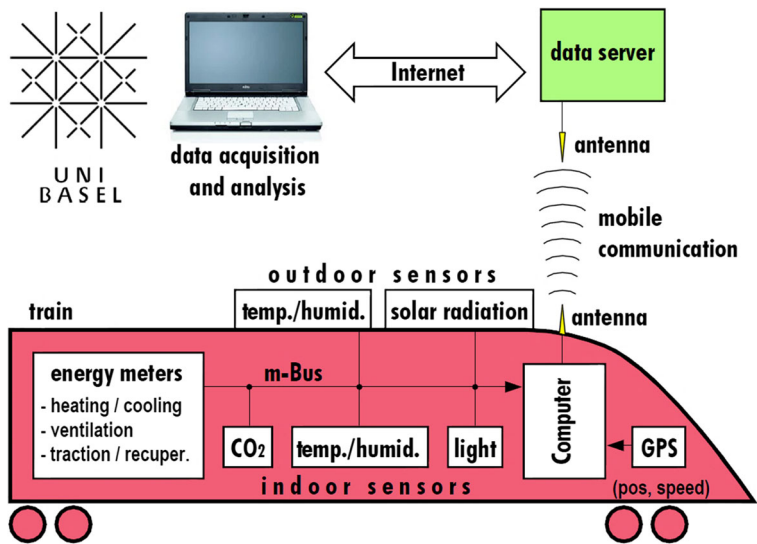 UNI
BASEL
data acquisition
and analysis
Internet
data server
antenna
mobile
communication
antenna
outdoor sensors
temp./humid.
solar radiation
train
energy meters
- heating / cooling
- ventilation
- traction / recuper.
m-Bus
CO₂
temp./humid.
light
Computer
GPS
(pos, speed)
indoor sensors